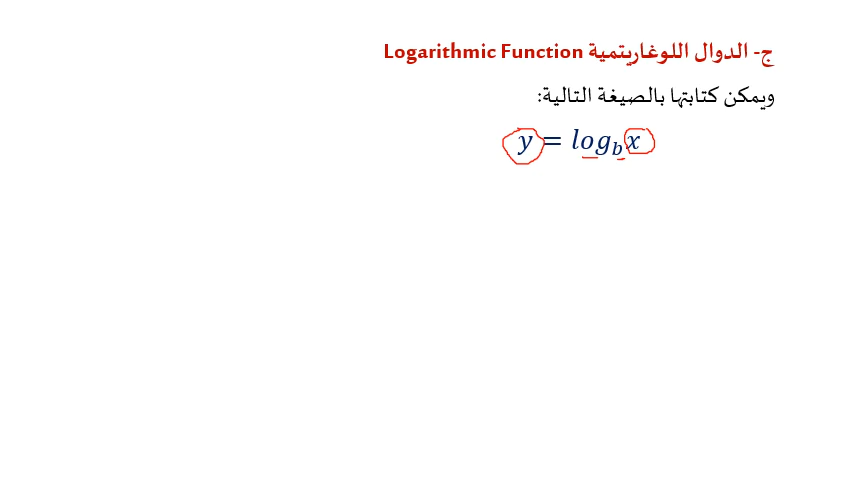 ج- الدوال اللوغاريتمية Logarithmic Function
ويمكن كتابتها بالصيغة التالية:
y = log_b x